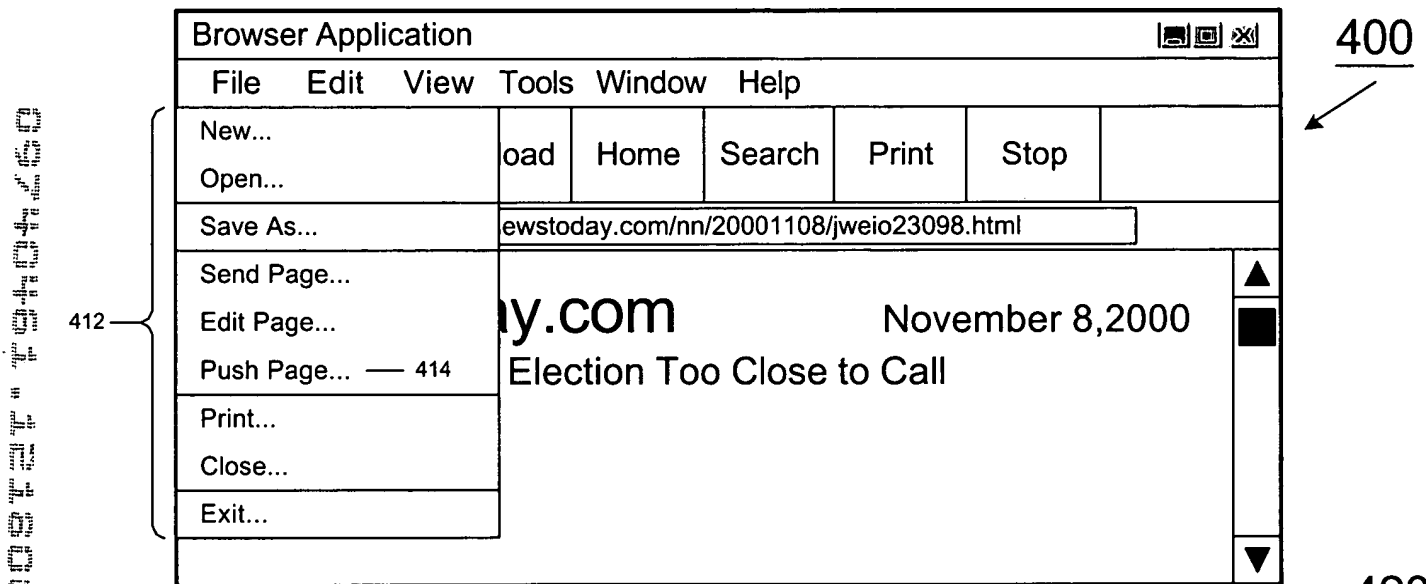 Browser Application
400
File Edit View Tools Window Help
New...
Open...
oad Home Search Print Stop
Save As...
ewstoday.com/nn/20001108/jweio23098.html
Send Page...
Edit Page...
412
Push Page... 414
Print...
Close...
Exit...
ay.com
November 8,2000
Election Too Close to Call